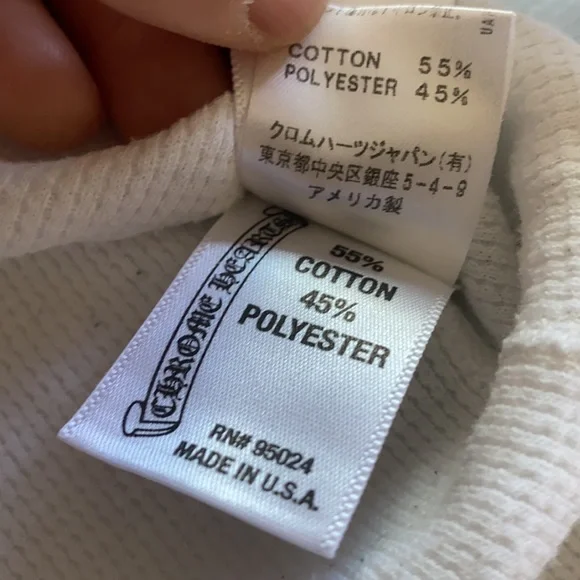 COTTON 55%
POLYESTER 45%
クロムハーツジャパン(有)
東京都中央区銀座5-4-9
アメリカ製
CHROME HEARTS
55%
COTTON
45%
POLYESTER
RN# 95024
MADE IN U.S.A.